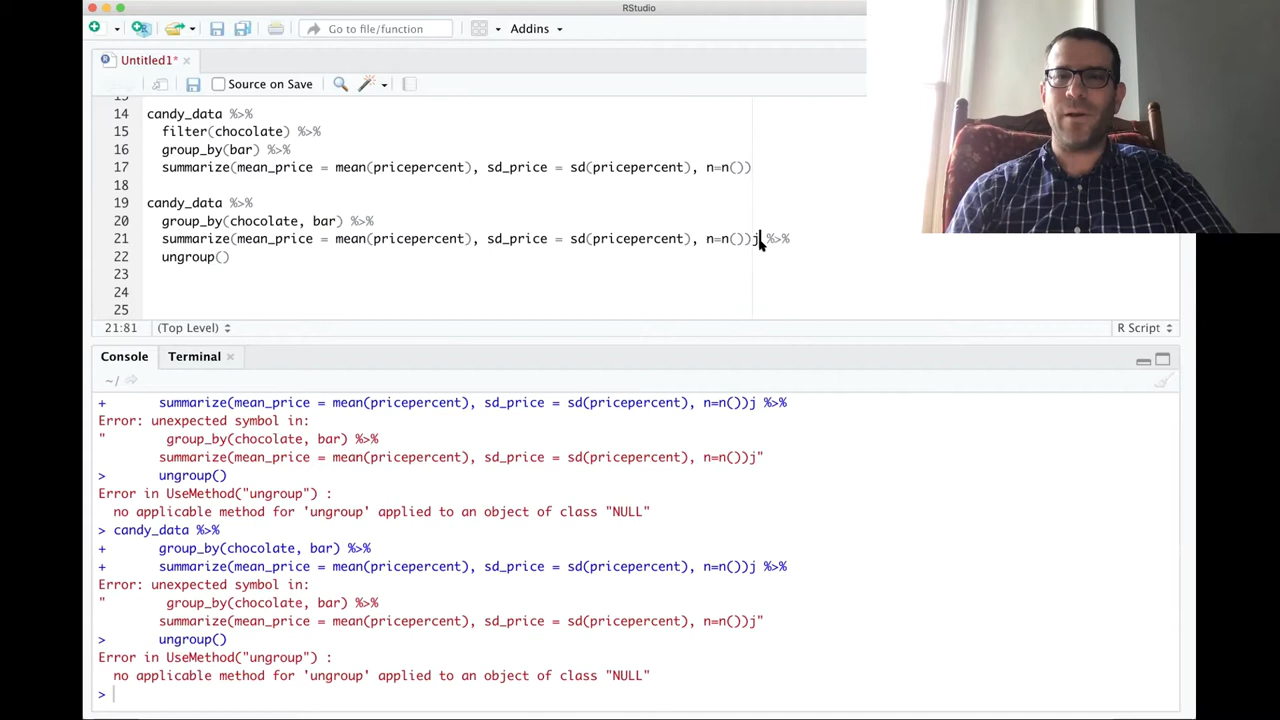 RStudio
Go to file/function
Addins
Untitled1*
Source on Save
14 candy_data %>%
15 filter(chocolate) %>%
16 group_by(bar) %>%
17 summarize(mean_price = mean(pricepercent), sd_price = sd(pricepercent), n=n())
18
19 candy_data %>%
20 group_by(chocolate, bar) %>%
21 summarize(mean_price = mean(pricepercent), sd_price = sd(pricepercent), n=n())j %>%
22 ungroup()
23
24
25
21:81 (Top Level) R Script
Console Terminal
~/
+ summarize(mean_price = mean(pricepercent), sd_price = sd(pricepercent), n=n())j %>%
Error: unexpected symbol in:
" group_by(chocolate, bar) %>%
summarize(mean_price = mean(pricepercent), sd_price = sd(pricepercent), n=n())j"
> ungroup()
Error in UseMethod("ungroup") :
no applicable method for 'ungroup' applied to an object of class "NULL"
> candy_data %>%
+ group_by(chocolate, bar) %>%
+ summarize(mean_price = mean(pricepercent), sd_price = sd(pricepercent), n=n())j %>%
Error: unexpected symbol in:
" group_by(chocolate, bar) %>%
summarize(mean_price = mean(pricepercent), sd_price = sd(pricepercent), n=n())j"
> ungroup()
Error in UseMethod("ungroup") :
no applicable method for 'ungroup' applied to an object of class "NULL"
>